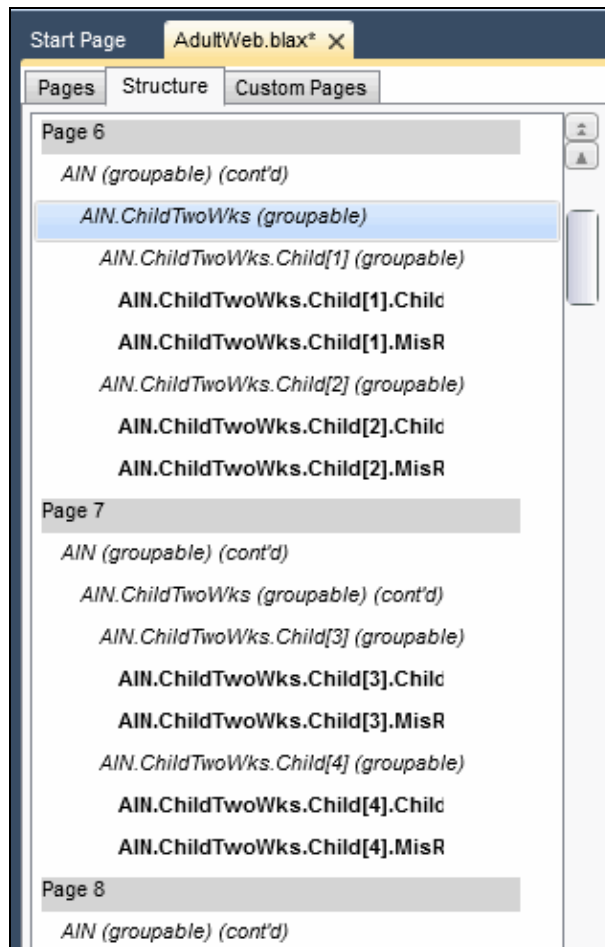 Start Page AdultWeb.blax*
Pages Structure Custom Pages
Page 6
AIN (groupable) (cont'd)
AIN.ChildTwoWks (groupable)
AIN.ChildTwoWks.Child[1] (groupable)
AIN.ChildTwoWks.Child[1].Child
AIN.ChildTwoWks.Child[1].MisR
AIN.ChildTwoWks.Child[2] (groupable)
AIN.ChildTwoWks.Child[2].Child
AIN.ChildTwoWks.Child[2].MisR
Page 7
AIN (groupable) (cont'd)
AIN.ChildTwoWks (groupable) (cont'd)
AIN.ChildTwoWks.Child[3] (groupable)
AIN.ChildTwoWks.Child[3].Child
AIN.ChildTwoWks.Child[3].MisR
AIN.ChildTwoWks.Child[4] (groupable)
AIN.ChildTwoWks.Child[4].Child
AIN.ChildTwoWks.Child[4].MisR
Page 8
AIN (groupable) (cont'd)